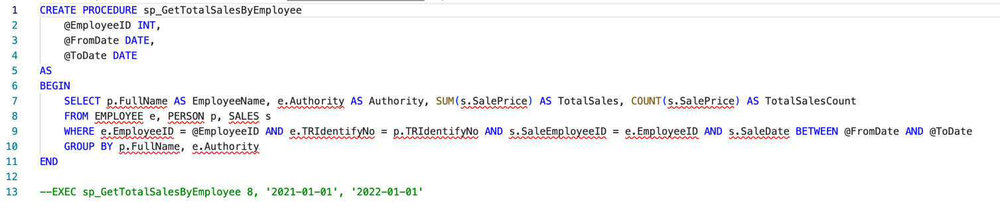 1 CREATE PROCEDURE sp_GetTotalSalesByEmployee
2 @EmployeeID INT,
3 @FromDate DATE,
4 @ToDate DATE
5 AS
6 BEGIN
7 SELECT p.FullName AS EmployeeName, e.Authority AS Authority, SUM(s.SalePrice) AS TotalSales, COUNT(s.SalePrice) AS TotalSalesCount
8 FROM EMPLOYEE e, PERSON p, SALES s
9 WHERE e.EmployeeID = @EmployeeID AND e.TRIdentifyNo = p.TRIdentifyNo AND s.SaleEmployeeID = e.EmployeeID AND s.SaleDate BETWEEN @FromDate AND @ToDate
10 GROUP BY p.FullName, e.Authority
11 END
12
13 --EXEC sp_GetTotalSalesByEmployee 8, '2021-01-01', '2022-01-01'